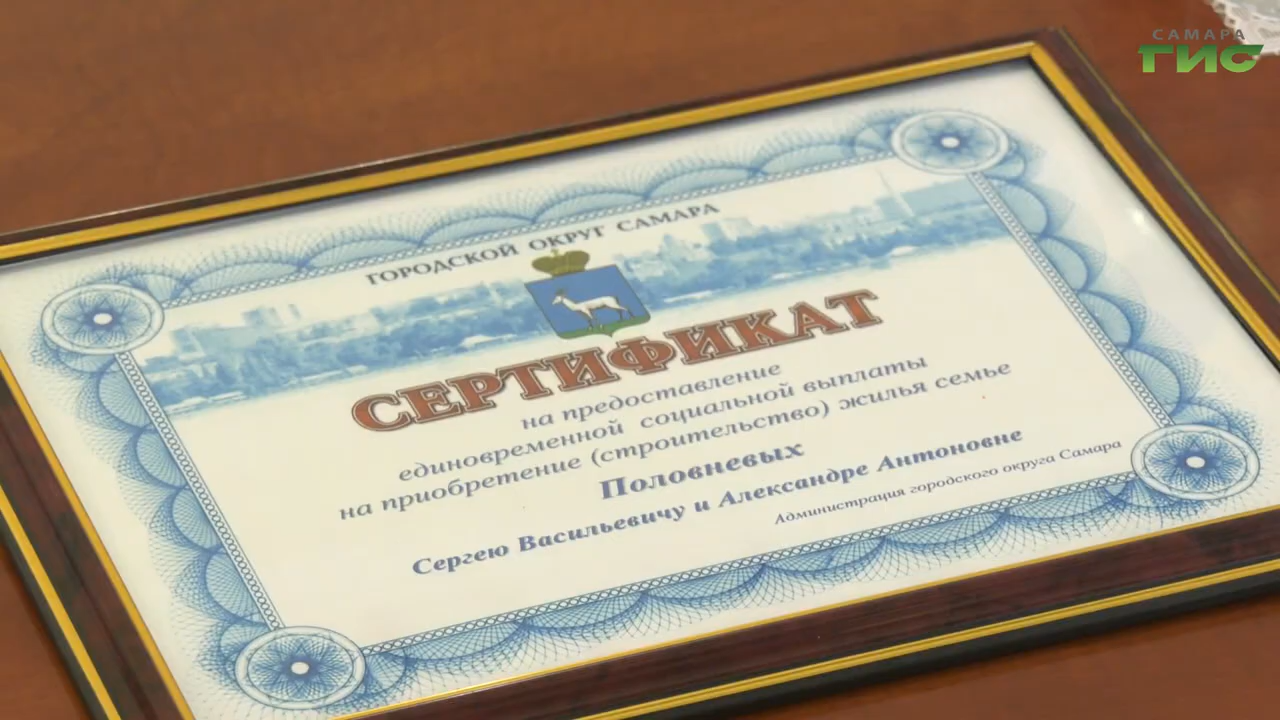 САМАРА
ГИС
ГОРОДСКОЙ ОКРУГ САМАРА
СЕРТИФИКАТ
на предоставление
единовременной социальной выплаты
на приобретение (строительство) жилья семье
Половневых
Сергею Васильевичу и Александре Антоновне
Администрация городского округа Самара